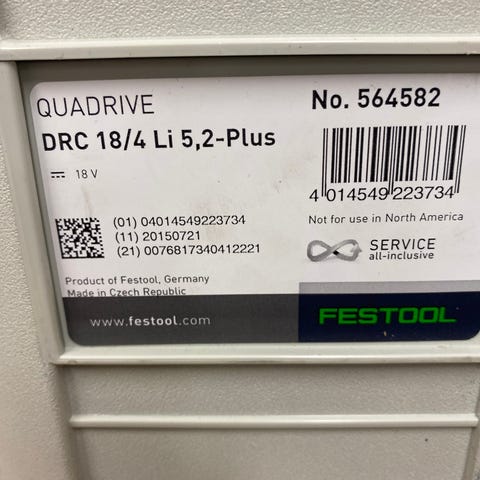 QUADRIVE
No. 564582
DRC 18/4 Li 5,2-Plus
18 V
4 014549 223734
Not for use in North America
(01) 04014549223734
(11) 20150721
(21) 0076817340412221
SERVICE
all-inclusive
Product of Festool, Germany
Made in Czech Republic
www.festool.com
FESTOOL